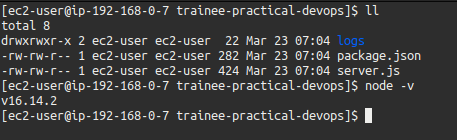 [ec2-user@ip-192-168-0-7 trainee-practical-devops]$ ll
total 8
drwxrwxr-x 2 ec2-user ec2-user  22 Mar 23 07:04 logs
-rw-rw-r-- 1 ec2-user ec2-user 282 Mar 23 07:04 package.json
-rw-rw-r-- 1 ec2-user ec2-user 424 Mar 23 07:04 server.js
[ec2-user@ip-192-168-0-7 trainee-practical-devops]$ node -v
v16.14.2
[ec2-user@ip-192-168-0-7 trainee-practical-devops]$